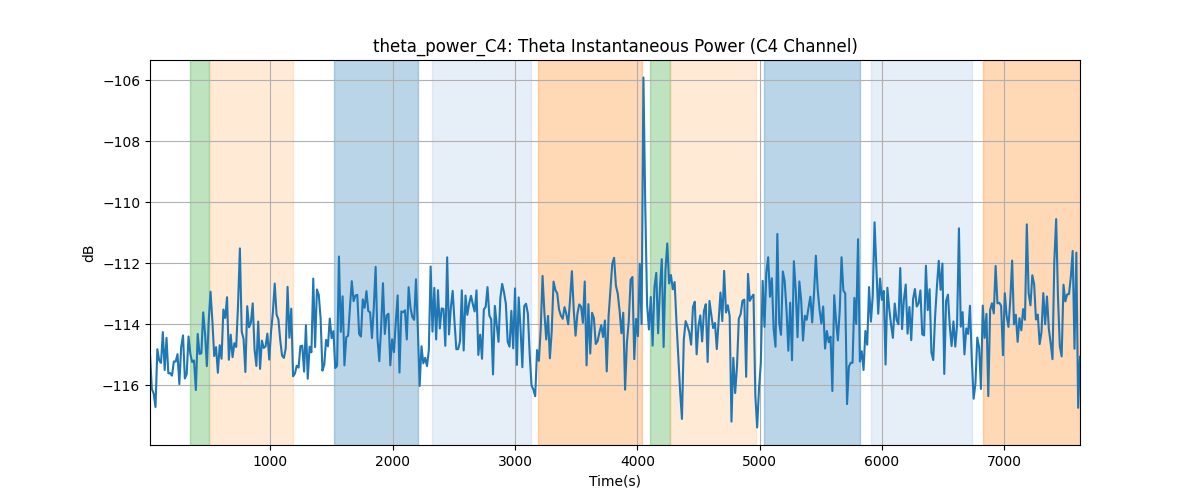 theta_power_C4: Theta Instantaneous Power (C4 Channel)
−106
−108
−110
−112
−114
−116
dB
1000 2000 3000 4000 5000 6000 7000
Time(s)